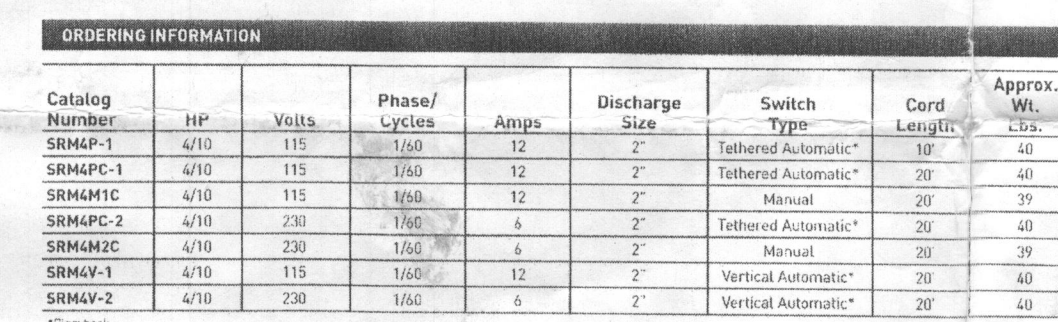 ORDERING INFORMATION
Catalog Number HP Volts Phase/ Cycles Amps Discharge Size Switch Type Cord Length Approx. Wt. Lbs.
SRM4P-1 4/10 115 1/60 12 2" Tethered Automatic* 10' 40
SRM4PC-1 4/10 115 1/60 12 2" Tethered Automatic* 20' 40
SRM4M1C 4/10 115 1/60 12 2" Manual 20' 39
SRM4PC-2 4/10 230 1/60 6 2" Tethered Automatic* 20' 40
SRM4M2C 4/10 230 1/60 6 2" Manual 20' 39
SRM4V-1 4/10 115 1/60 12 2" Vertical Automatic* 20' 40
SRM4V-2 4/10 230 1/60 6 2" Vertical Automatic* 20' 40